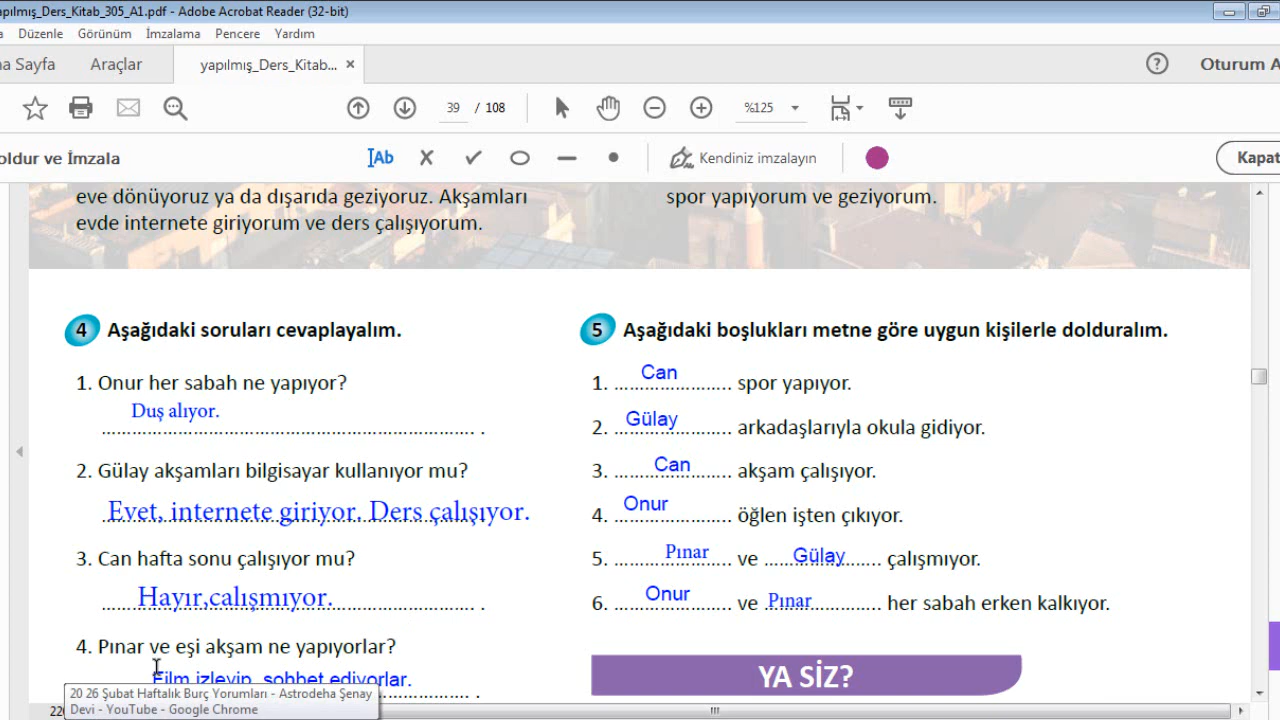 apılmış_Ders_Kitab_305_A1.pdf - Adobe Acrobat Reader (32-bit)
Düzenle Görünüm İmzalama Pencere Yardım
a Sayfa Araçlar yapılmış_Ders_Kitab... × ? Oturum A
39 / 108 %125
oldur ve İmzala IAb Kendiniz imzalayın Kapat
eve dönüyoruz ya da dışarıda geziyoruz. Akşamları
evde internete giriyorum ve ders çalışıyorum.
spor yapıyorum ve geziyorum.
4 Aşağıdaki soruları cevaplayalım.
1. Onur her sabah ne yapıyor?
Duş alıyor.
2. Gülay akşamları bilgisayar kullanıyor mu?
Evet, internete giriyor. Ders çalışıyor.
3. Can hafta sonu çalışıyor mu?
Hayır,calışmıyor.
4. Pınar ve eşi akşam ne yapıyorlar?
Film izleyip, sohbet ediyorlar.
5 Aşağıdaki boşlukları metne göre uygun kişilerle dolduralım.
1. Can spor yapıyor.
2. Gülay arkadaşlarıyla okula gidiyor.
3. Can akşam çalışıyor.
4. Onur öğlen işten çıkıyor.
5. Pınar ve Gülay çalışmıyor.
6. Onur ve Pınar her sabah erken kalkıyor.
YA SİZ?
20 26 Şubat Haftalık Burç Yorumları - Astrodeha Şenay
Devi - YouTube - Google Chrome